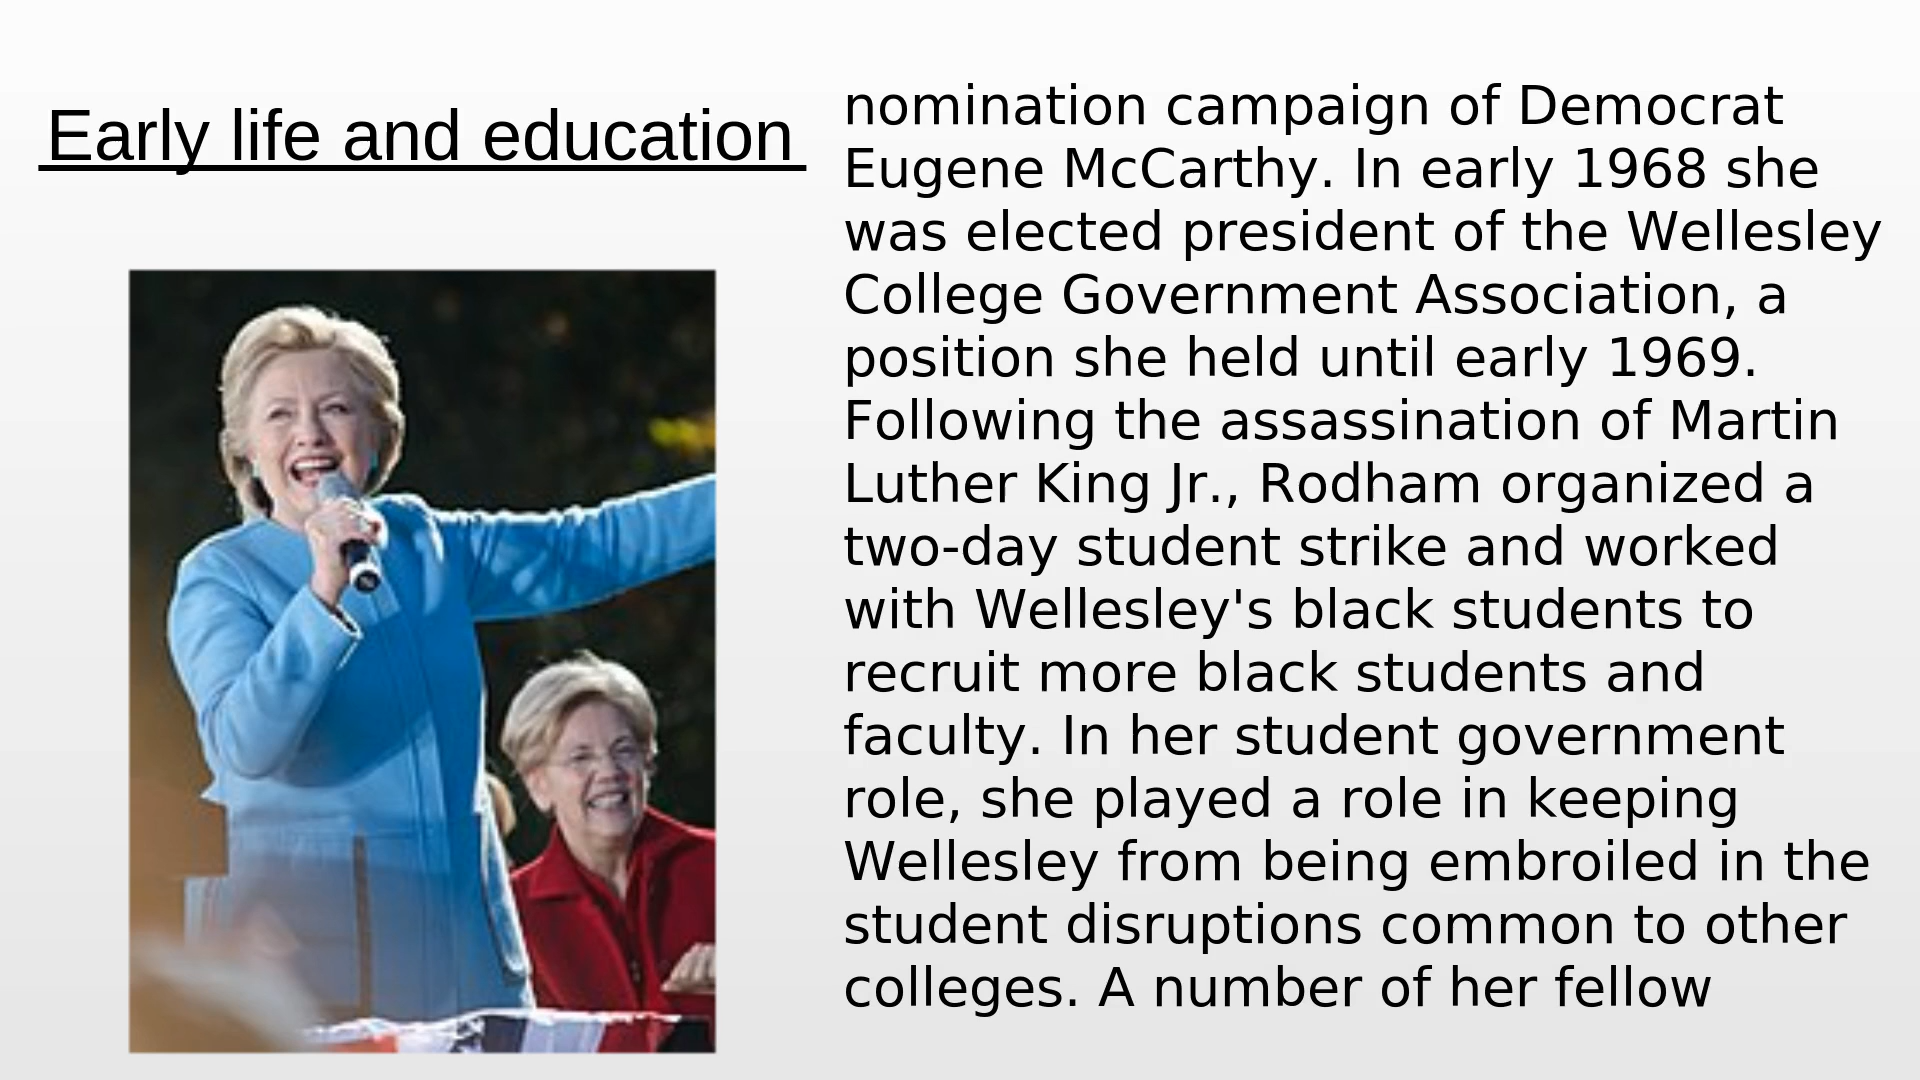 Early life and education
nomination campaign of Democrat
Eugene McCarthy. In early 1968 she
was elected president of the Wellesley
College Government Association, a
position she held until early 1969.
Following the assassination of Martin
Luther King Jr., Rodham organized a
two-day student strike and worked
with Wellesley's black students to
recruit more black students and
faculty. In her student government
role, she played a role in keeping
Wellesley from being embroiled in the
student disruptions common to other
colleges. A number of her fellow